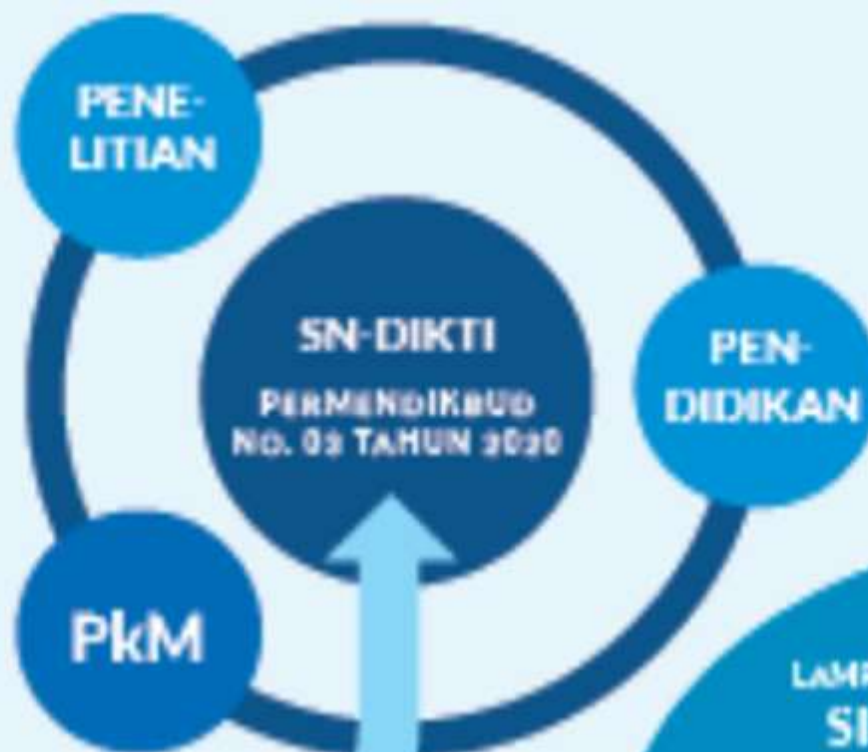 PENE-
LITIAN
SN-DIKTI
PERMENDIKBUD
NO. 03 TAHUN 2020
PEN-
DIDIKAN
PkM